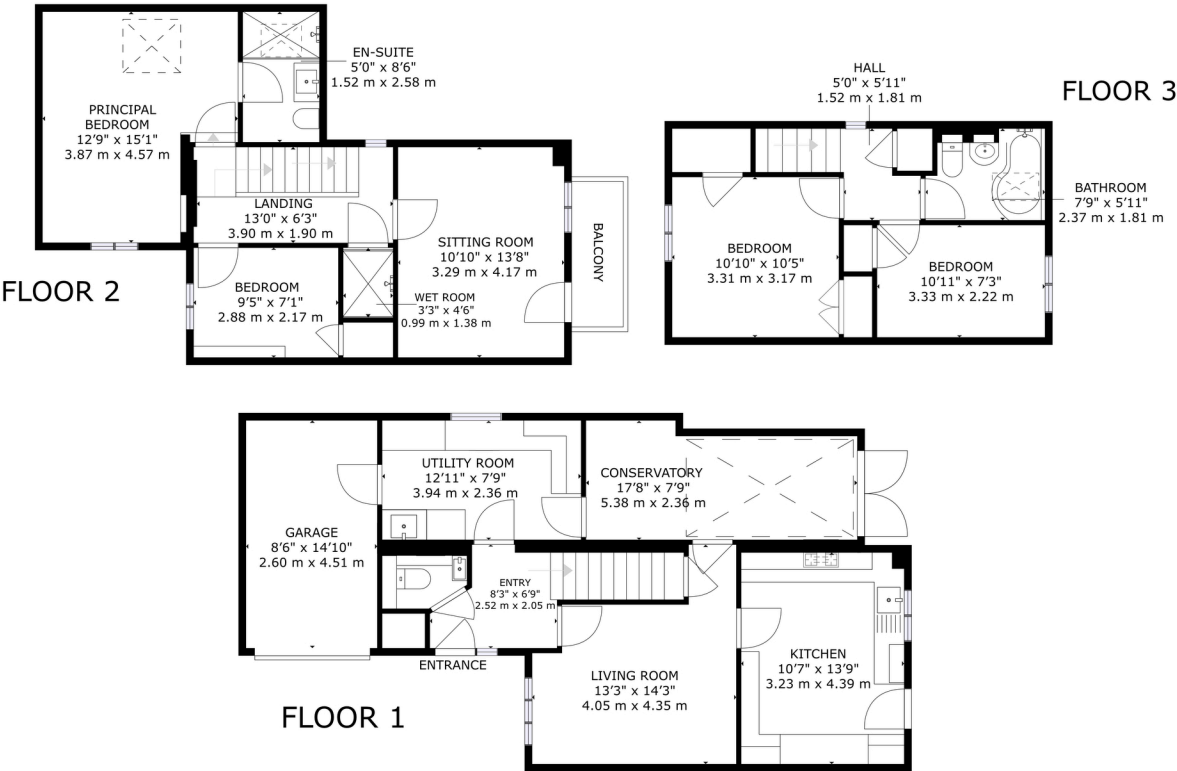 EN-SUITE
5'0" x 8'6"
1.52 m x 2.58 m
PRINCIPAL
BEDROOM
12'9" x 15'1"
3.87 m x 4.57 m
LANDING
13'0" x 6'3"
3.90 m x 1.90 m
SITTING ROOM
10'10" x 13'8"
3.29 m x 4.17 m
BALCONY
BEDROOM
9'5" x 7'1"
2.88 m x 2.17 m
WET ROOM
3'3" x 4'6"
0.99 m x 1.38 m
FLOOR 2
HALL
5'0" x 5'11"
1.52 m x 1.81 m
FLOOR 3
BATHROOM
7'9" x 5'11"
2.37 m x 1.81 m
BEDROOM
10'10" x 10'5"
3.31 m x 3.17 m
BEDROOM
10'11" x 7'3"
3.33 m x 2.22 m
UTILITY ROOM
12'11" x 7'9"
3.94 m x 2.36 m
CONSERVATORY
17'8" x 7'9"
5.38 m x 2.36 m
GARAGE
8'6" x 14'10"
2.60 m x 4.51 m
ENTRY
8'3" x 6'9"
2.52 m x 2.05 m
ENTRANCE
LIVING ROOM
13'3" x 14'3"
4.05 m x 4.35 m
KITCHEN
10'7" x 13'9"
3.23 m x 4.39 m
FLOOR 1